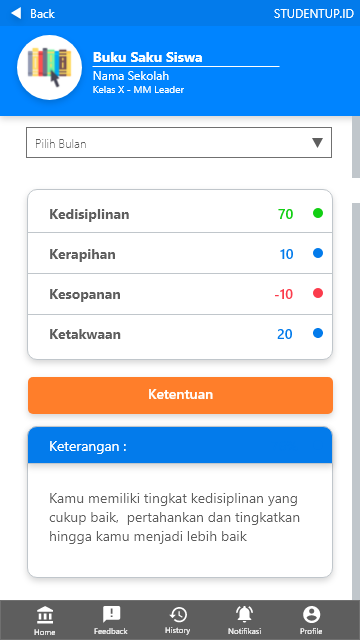 Back STUDENTUP.ID
Buku Saku Siswa
Nama Sekolah
Kelas X - MM Leader
Pilih Bulan
Kedisiplinan 70
Kerapihan 10
Kesopanan -10
Ketakwaan 20
Ketentuan
Keterangan :
Kamu memiliki tingkat kedisiplinan yang
cukup baik, pertahankan dan tingkatkan
hingga kamu menjadi lebih baik
Home Feedback History Notifikasi Profile